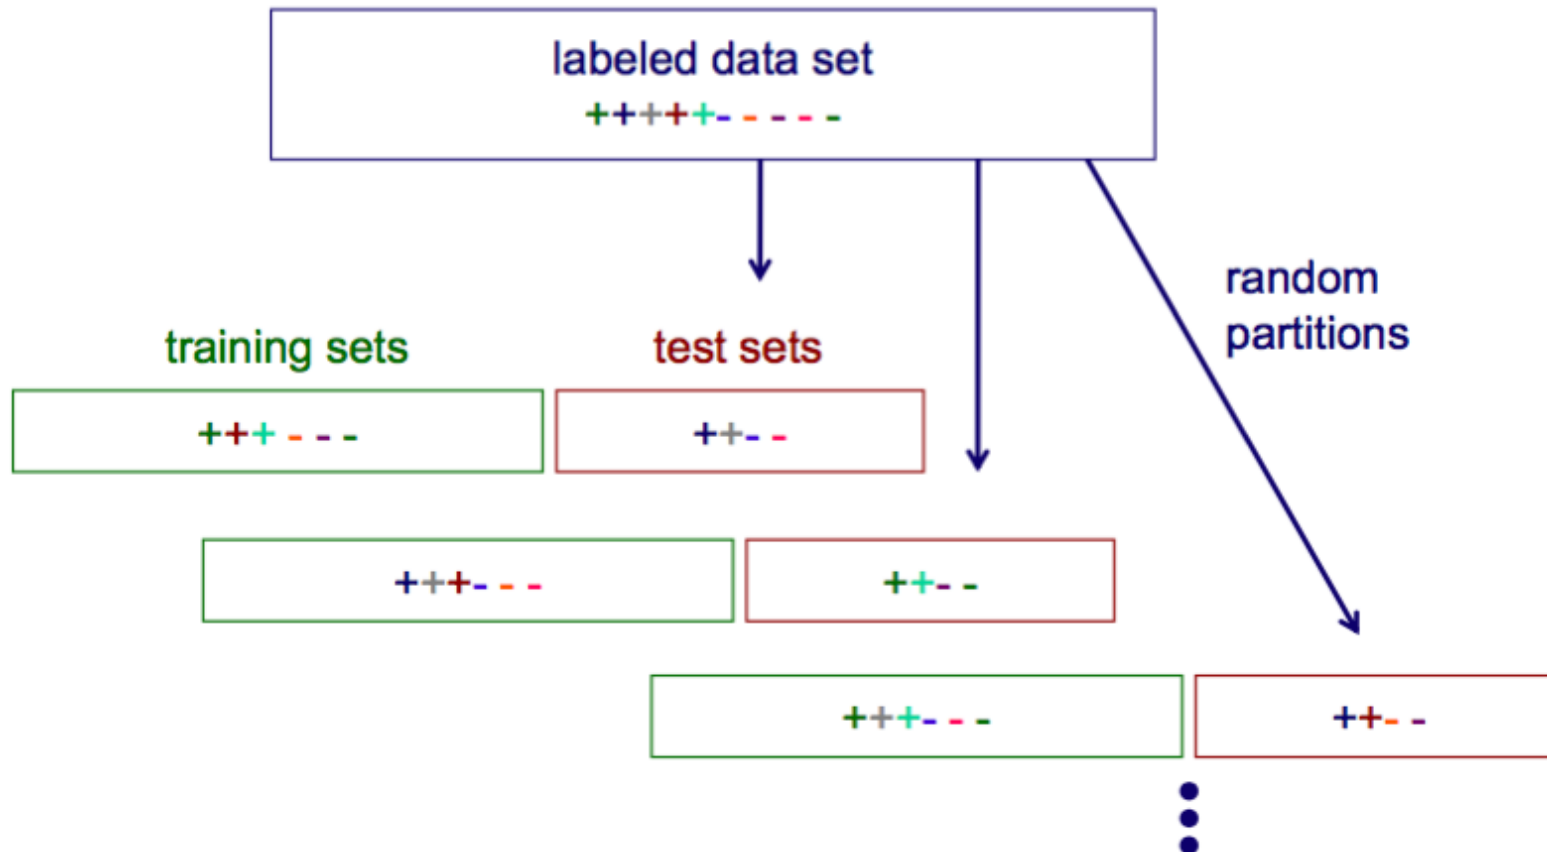 labeled data set
+++++- - - - -
random
partitions
training sets
test sets
+++ - - -
++- -
+++- - -
++- -
+++- - -
++- -